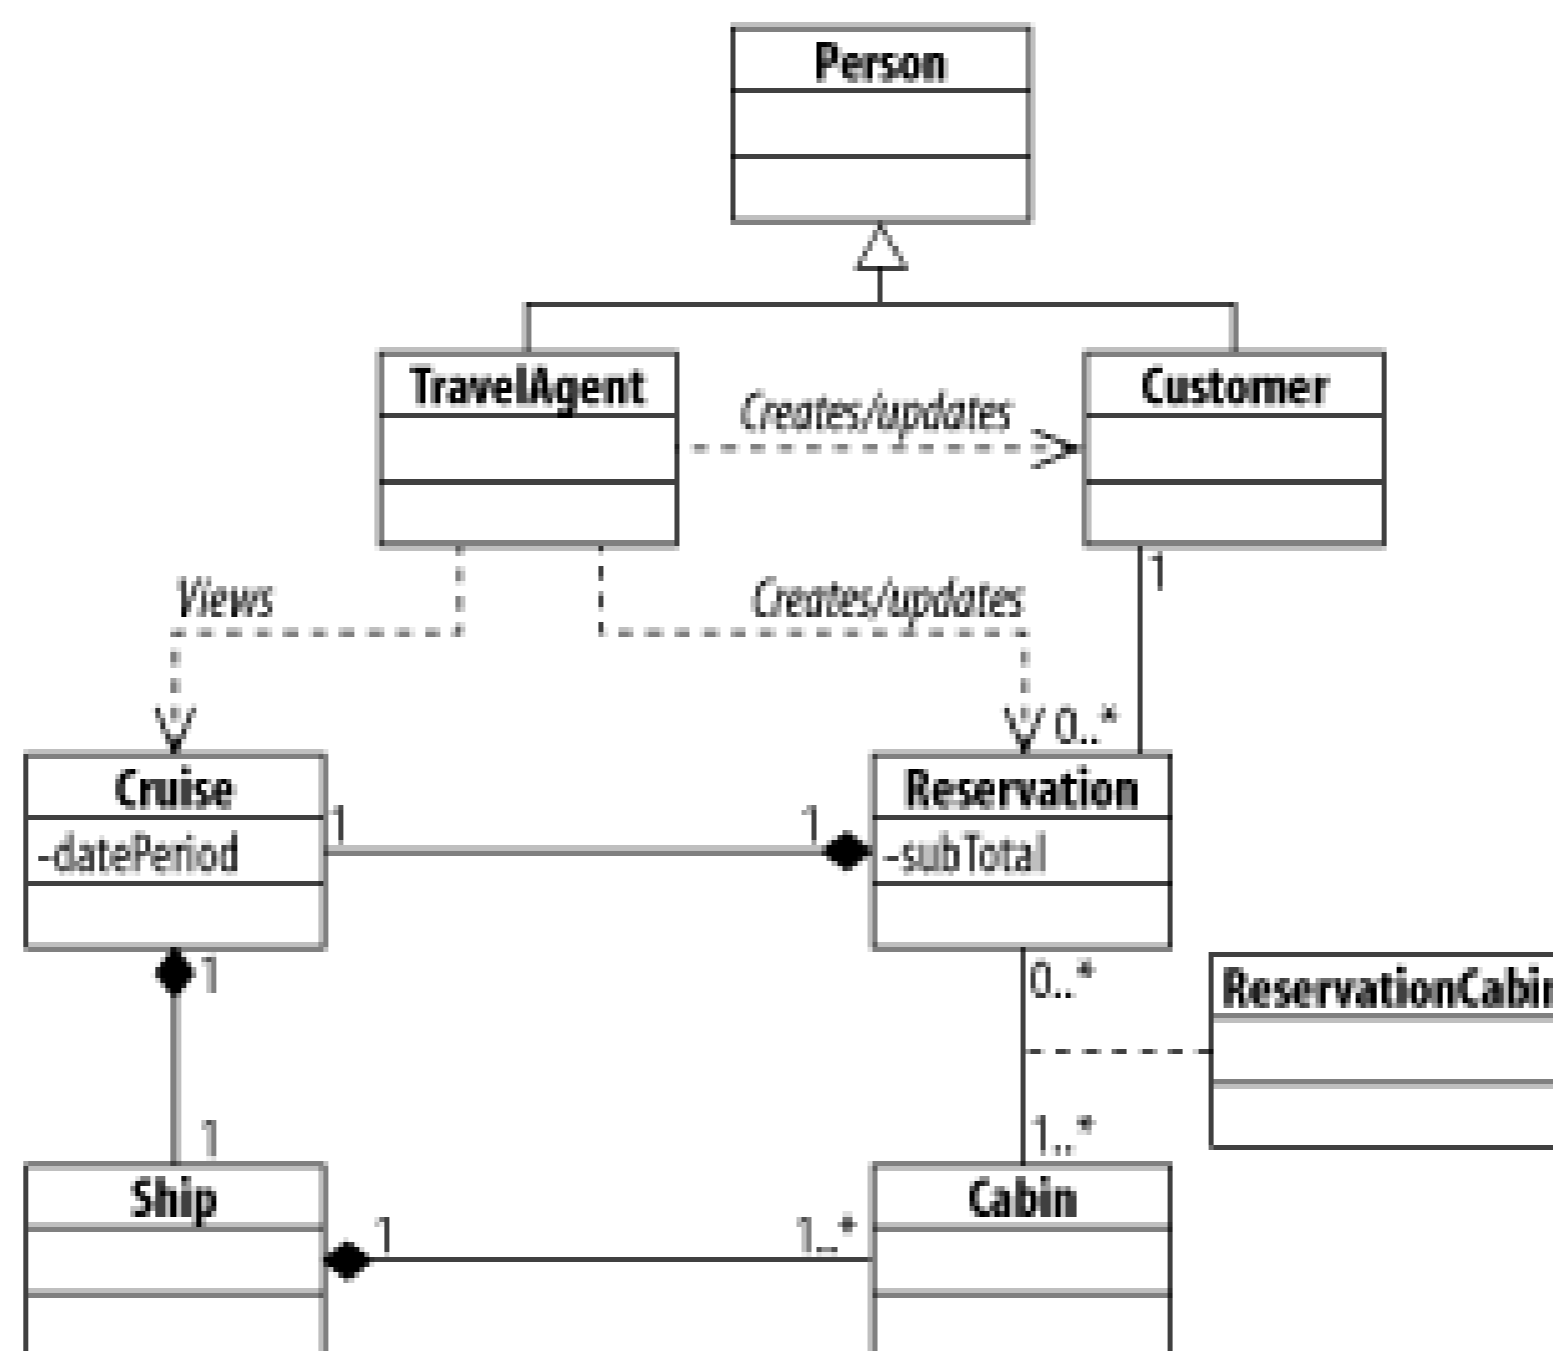 Person
TravelAgent
Creates/updates
Customer
Views
Creates/updates
1
0..*
Cruise
-datePeriod
1
1
Reservation
-subTotal
1
0..*
ReservationCabin
1
1..*
Ship
1
1..*
Cabin